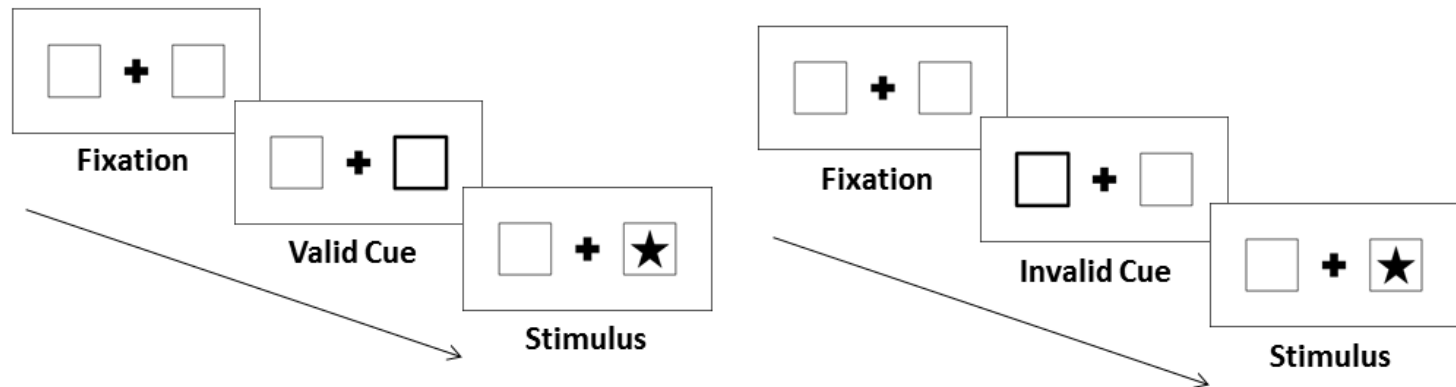 Fixation
Valid Cue
Stimulus
Fixation
Invalid Cue
Stimulus